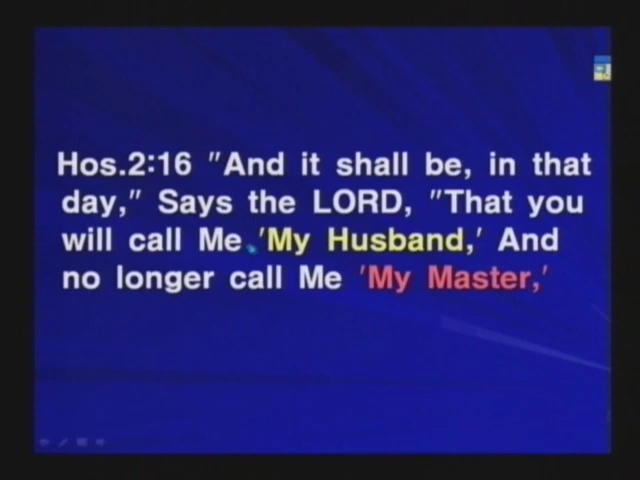 Hos.2:16 "And it shall be, in that
day," Says the LORD, "That you
will call Me, 'My Husband,' And
no longer call Me 'My Master,'